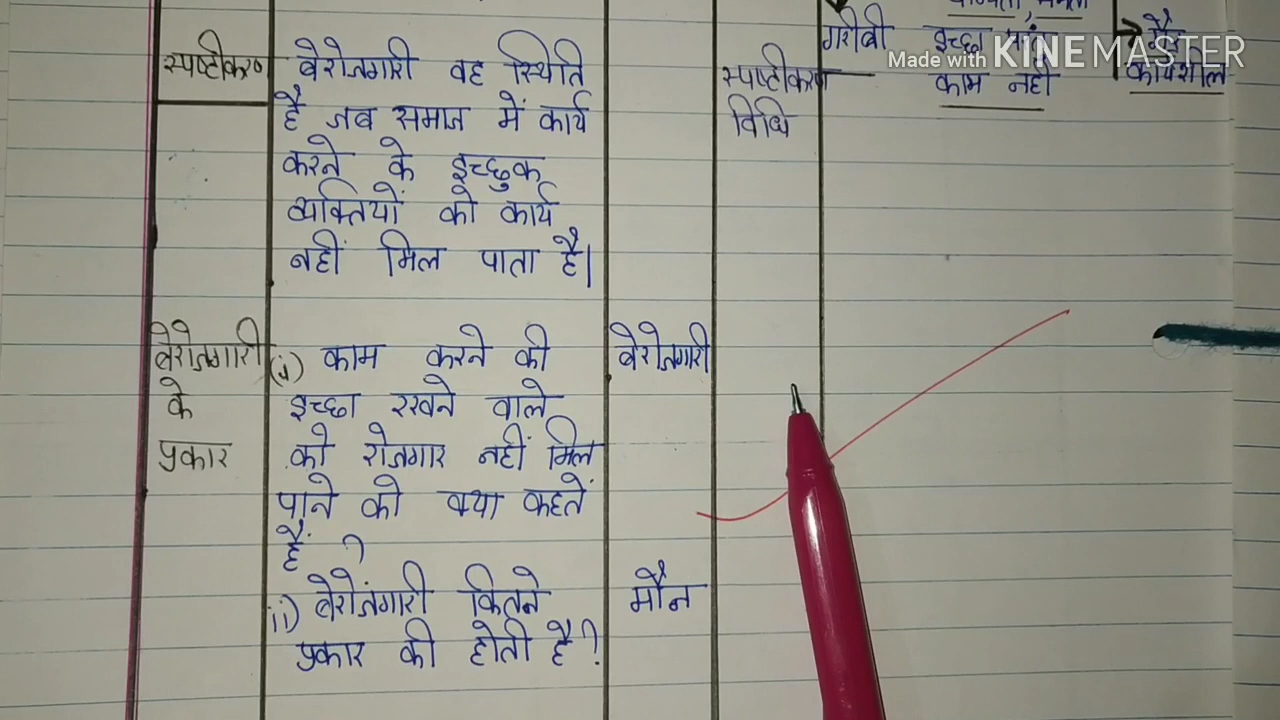 गरीबी इच्छा
काम नहीं
कार्यशील
Made with KINEMASTER
स्पष्टीकरण
बेरोजगारी वह स्थिति
है जब समाज में कार्य
करने के इच्छुक
व्यक्तियों को कार्य
नहीं मिल पाता है।
स्पष्टीकरण
विधि
बेरोजगारी
के
प्रकार
(i) काम करने की
इच्छा रखने वाले
को रोजगार नहीं मिल
पाने को क्या कहतें
हैं ?
ii) बेरोजंगारी कितने
प्रकार की होती है?
बेरोजगारी
मौन